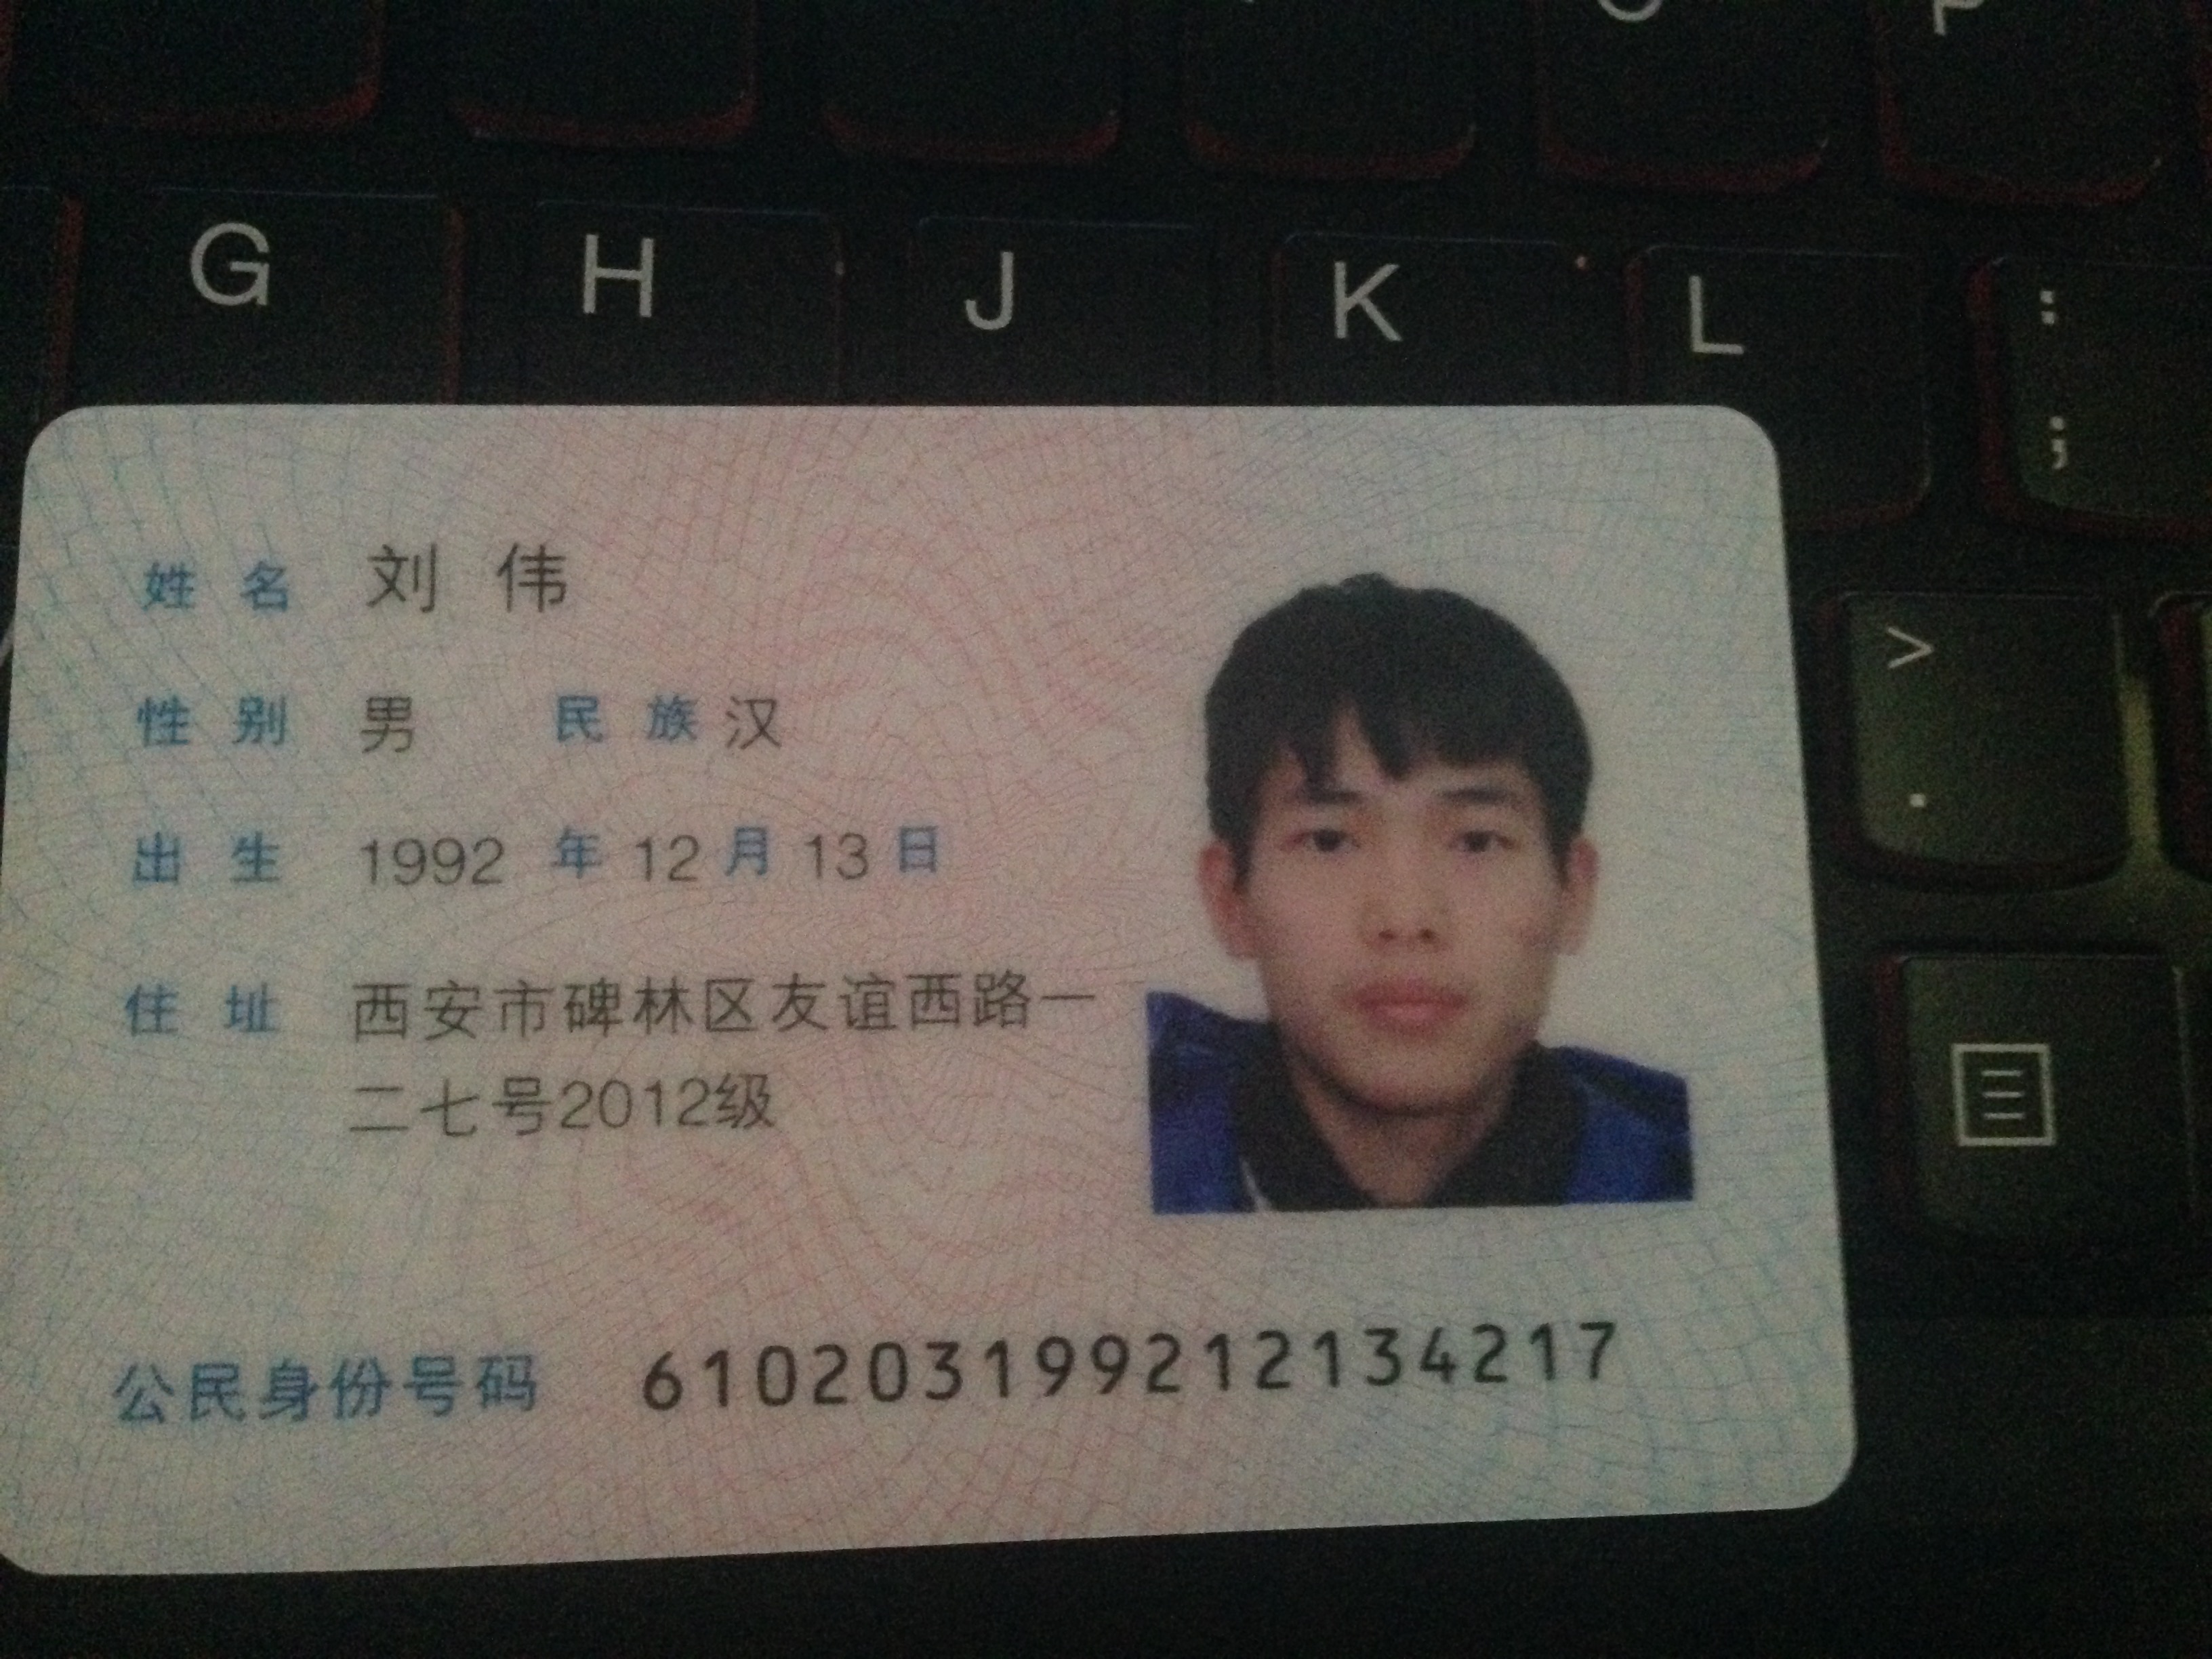 姓名 刘伟
性别 男 民族 汉
出生 1992 年 12 月 13 日
住址 西安市碑林区友谊西路一
二七号2012级
公民身份号码 610203199212134217
G H J K L
: ;
> .